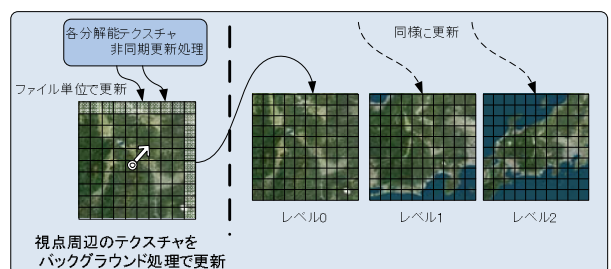 各分解能テクスチャ
非同期更新処理
ファイル単位で更新
同様に更新
レベル0
レベル1
レベル2
視点周辺のテクスチャを
バックグラウンド処理で更新